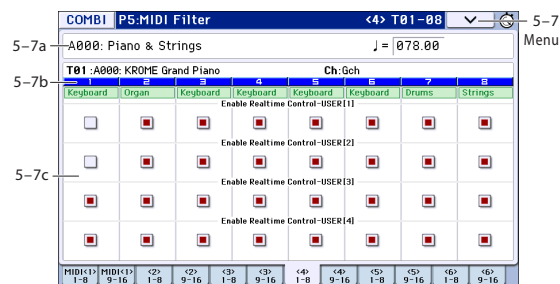 COMBI P5:MIDI Filter <4> T01-08
5-7
Menu
5-7a
A000: Piano & Strings ♩= 078.00
T01 :A000: KROME Grand Piano Ch:Gch
5-7b
1 2 3 4 5 6 7 8
Keyboard Organ Keyboard Keyboard Keyboard Keyboard Drums Strings
Enable Realtime Control-USER[1]
Enable Realtime Control-USER[2]
5-7c
Enable Realtime Control-USER[3]
Enable Realtime Control-USER[4]
MIDI<1> MIDI<1> <2> <2> <3> <3> <4> <4> <5> <5> <6> <6>
1-8 9-16 1-8 9-16 1-8 9-16 1-8 9-16 1-8 9-16 1-8 9-16